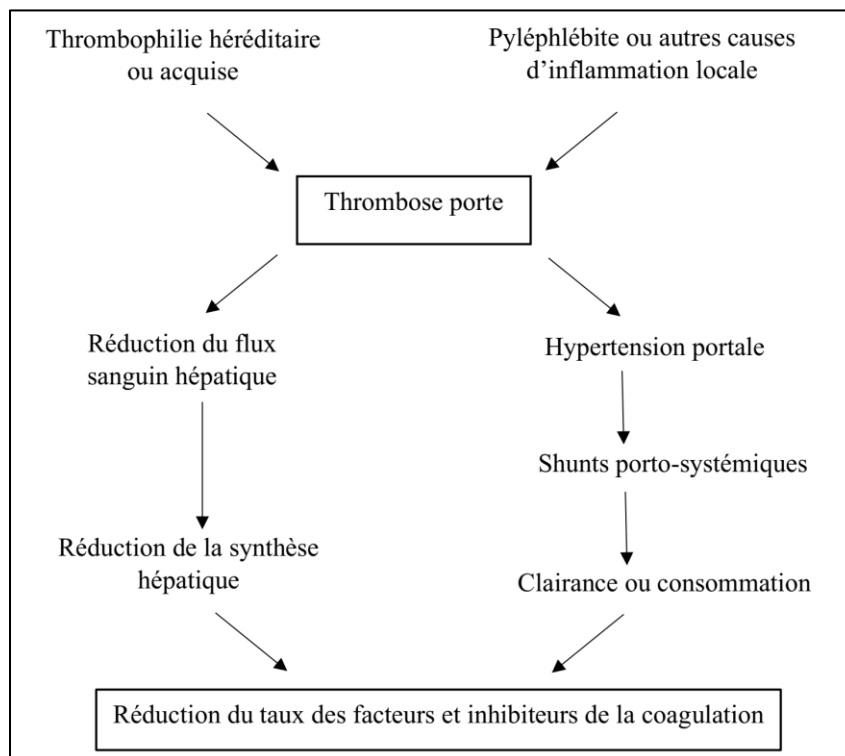 Thrombophilie héréditaire
ou acquise
Pyléphlébite ou autres causes
d’inflammation locale
Thrombose porte
Réduction du flux
sanguin hépatique
Hypertension portale
Shunts porto-systémiques
Réduction de la synthèse
hépatique
Clairance ou consommation
Réduction du taux des facteurs et inhibiteurs de la coagulation